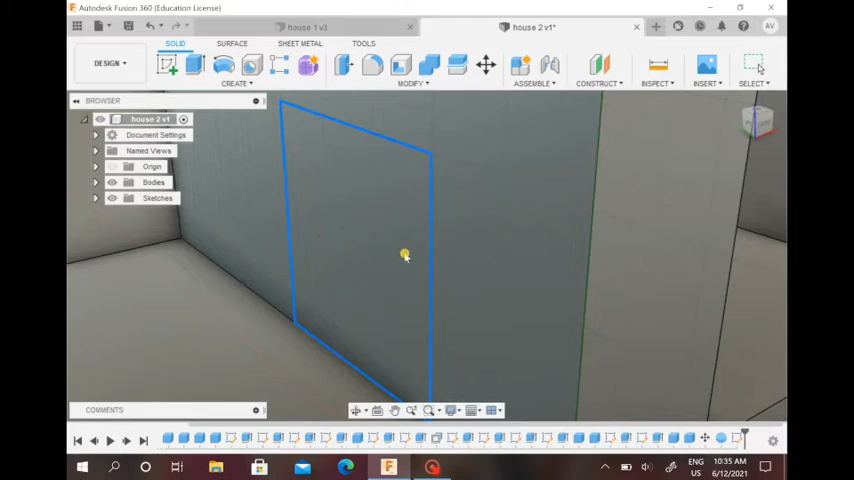 Autodesk Fusion 360 (Education License)
house 1 v3
house 2 v1*
AV
SOLID SURFACE SHEET METAL TOOLS
DESIGN
CREATE MODIFY ASSEMBLE CONSTRUCT INSPECT INSERT SELECT
BROWSER
house 2 v1
Document Settings
Named Views
Origin
Bodies
Sketches
COMMENTS
ENG
US
10:35 AM
6/12/2021